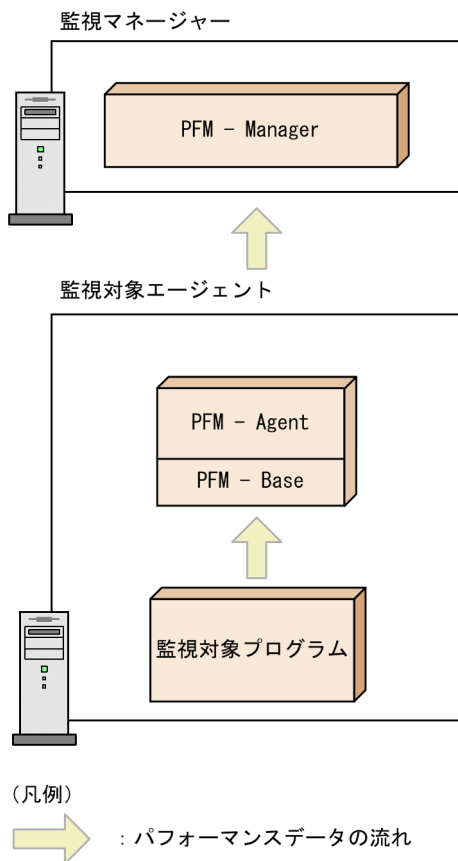 監視マネージャー
PFM - Manager
監視対象エージェント
PFM - Agent
PFM - Base
監視対象プログラム
(凡例)
：パフォーマンスデータの流れ